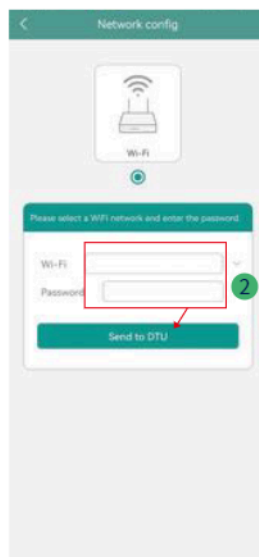 Network config
Wi-Fi
Please select a WiFi network and enter the password.
Wi-Fi
Password
2
Send to DTU